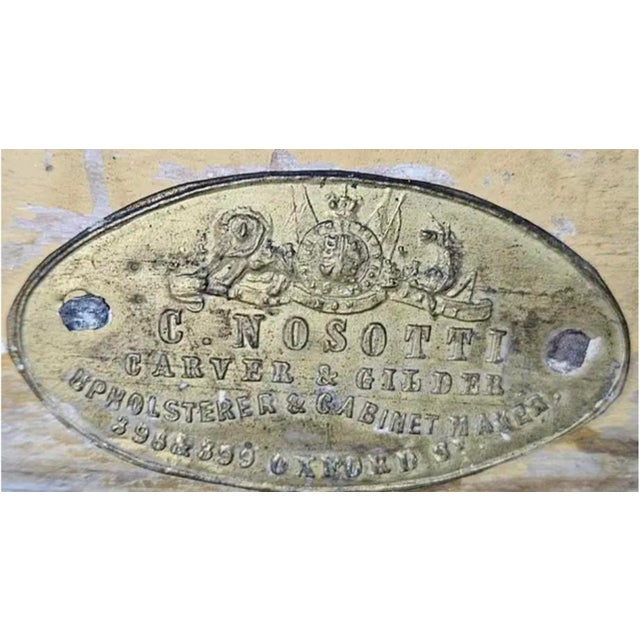 C. NOSOTTI
CARVER & GILDER
UPHOLSTERER & CABINET MAKER,
398 & 399 OXFORD ST